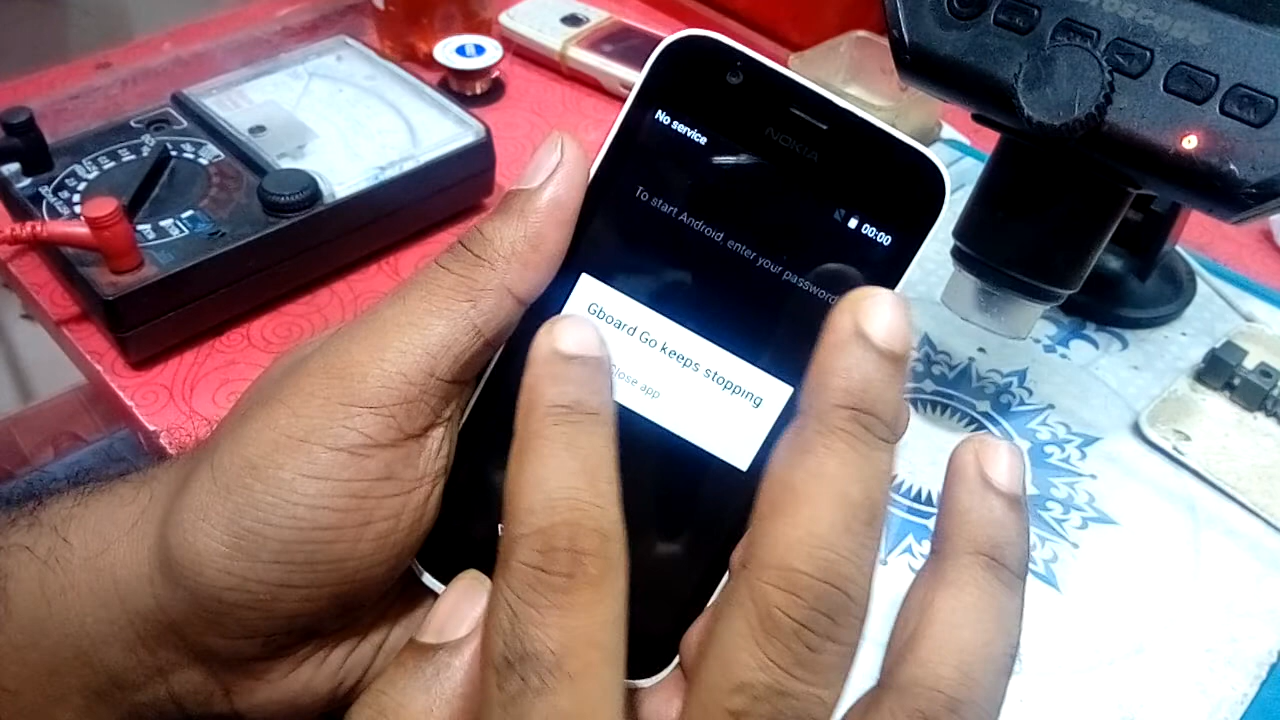 No service
NOKIA
00:00
To start Android, enter your password
Gboard Go keeps stopping
Close app